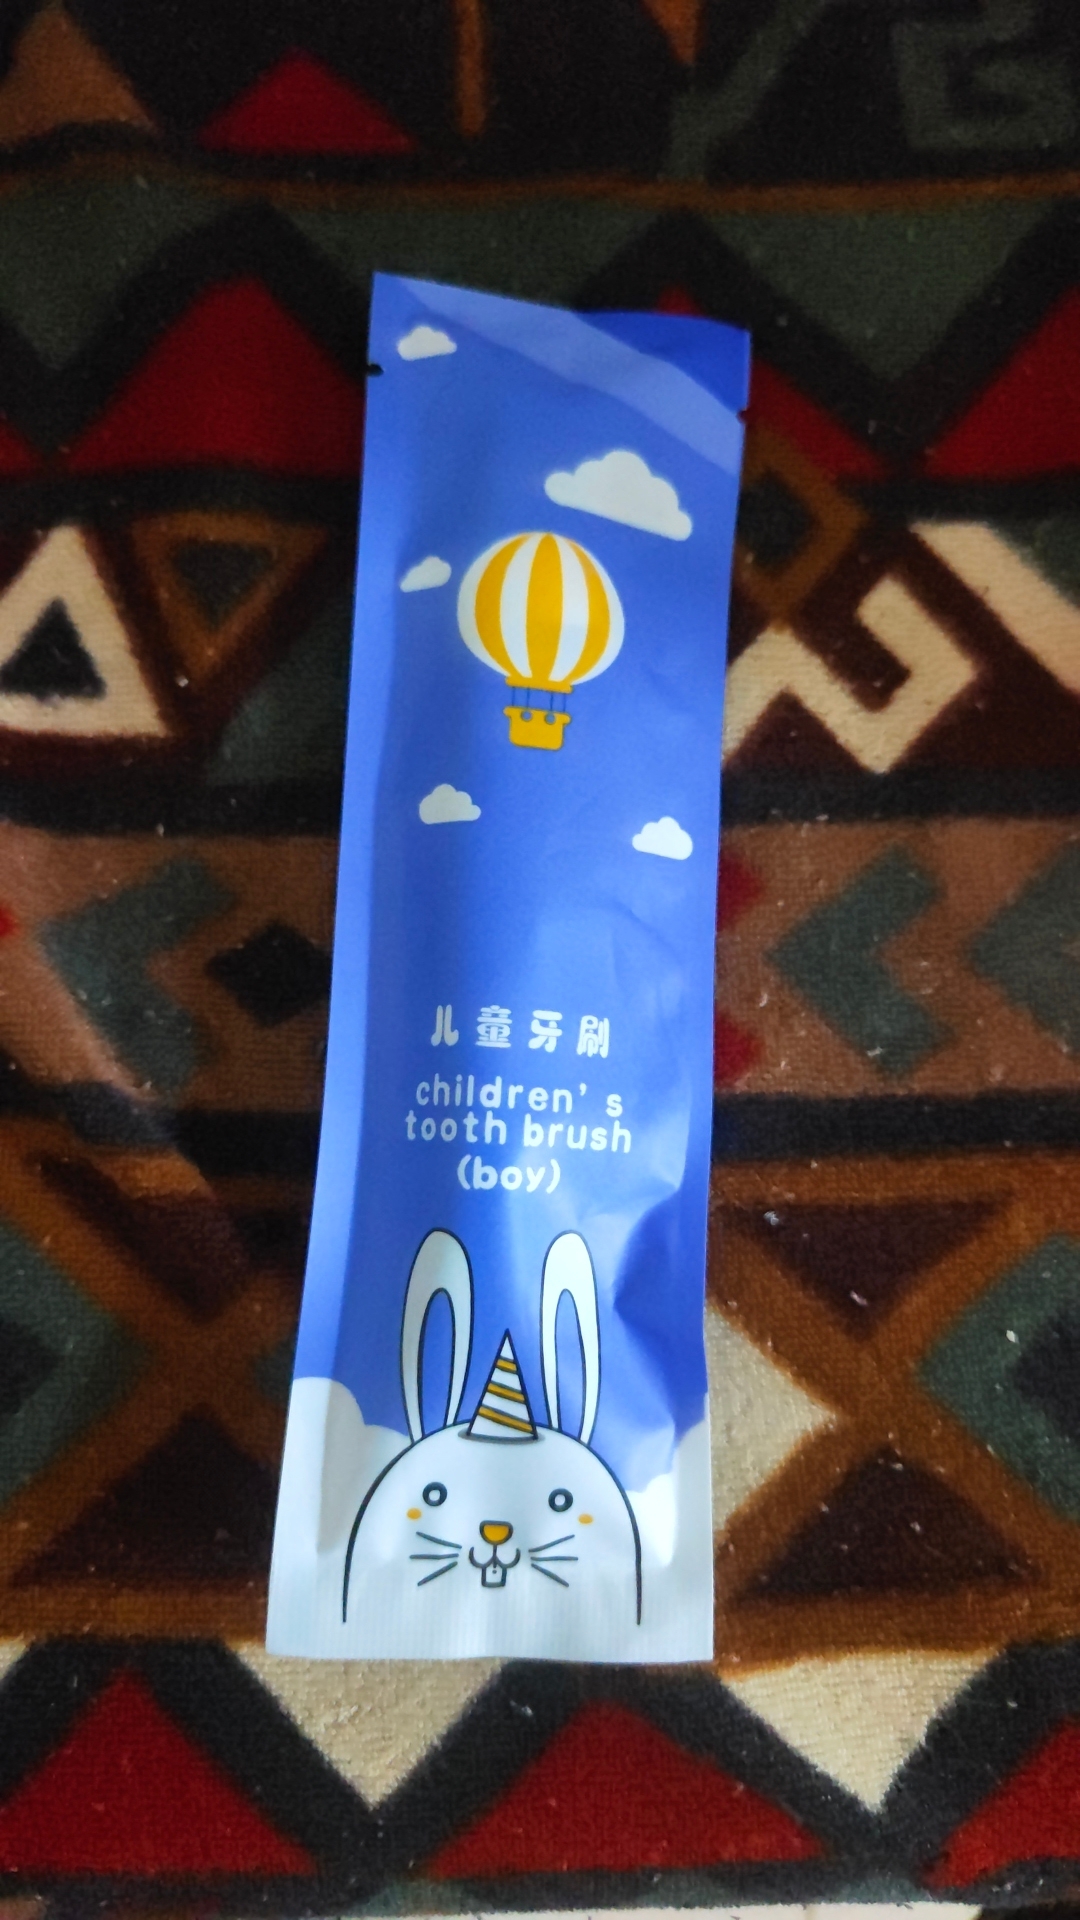 儿童牙刷
children's
tooth brush
(boy)